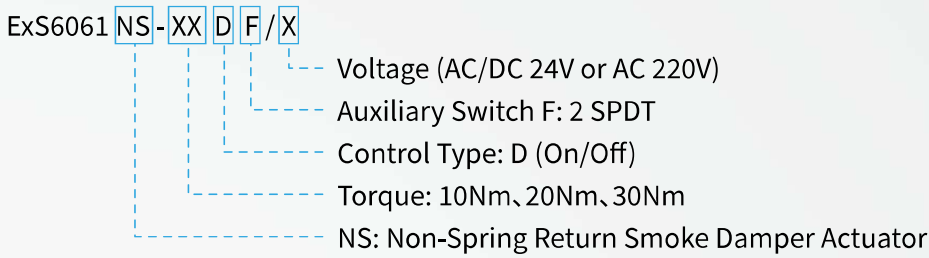 ExS6061 NS-XX D F/X
Voltage (AC/DC 24V or AC 220V)
Auxiliary Switch F: 2 SPDT
Control Type: D (On/Off)
Torque: 10Nm、20Nm、30Nm
NS: Non-Spring Return Smoke Damper Actuator